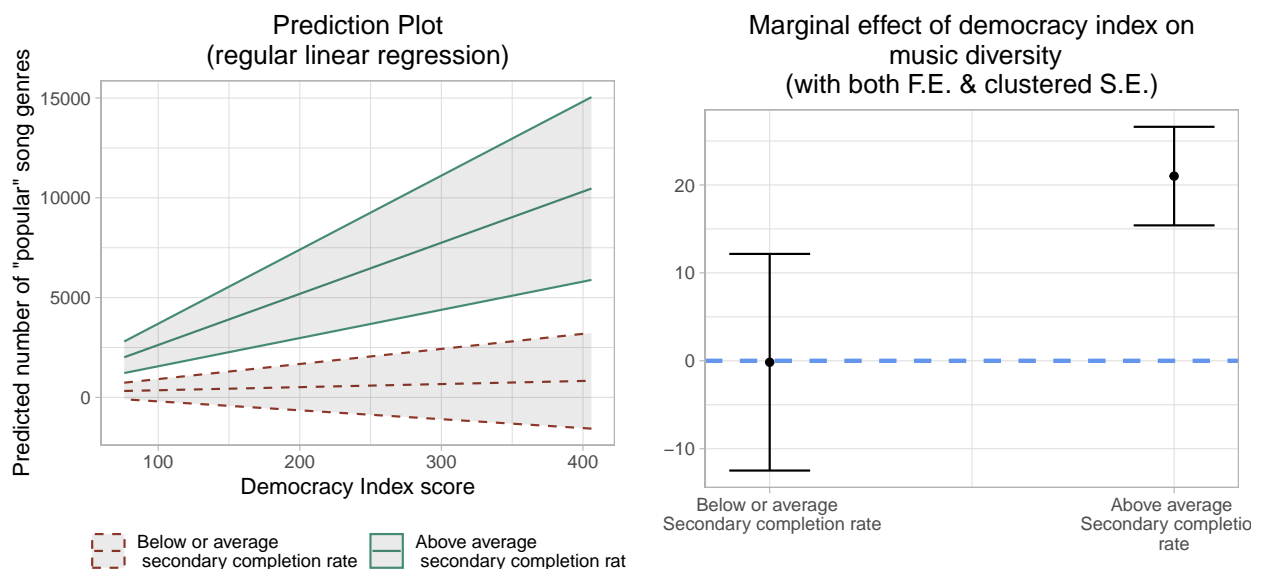 Prediction Plot
(regular linear regression)
Predicted number of "popular" song genres
15000
10000
5000
0
100
200
300
400
Democracy Index score
Below or average
secondary completion rate
Above average
secondary completion rat
Marginal effect of democracy index on
music diversity
(with both F.E. & clustered S.E.)
20
10
0
−10
Below or average
Secondary completion rate
Above average
Secondary completio
rate